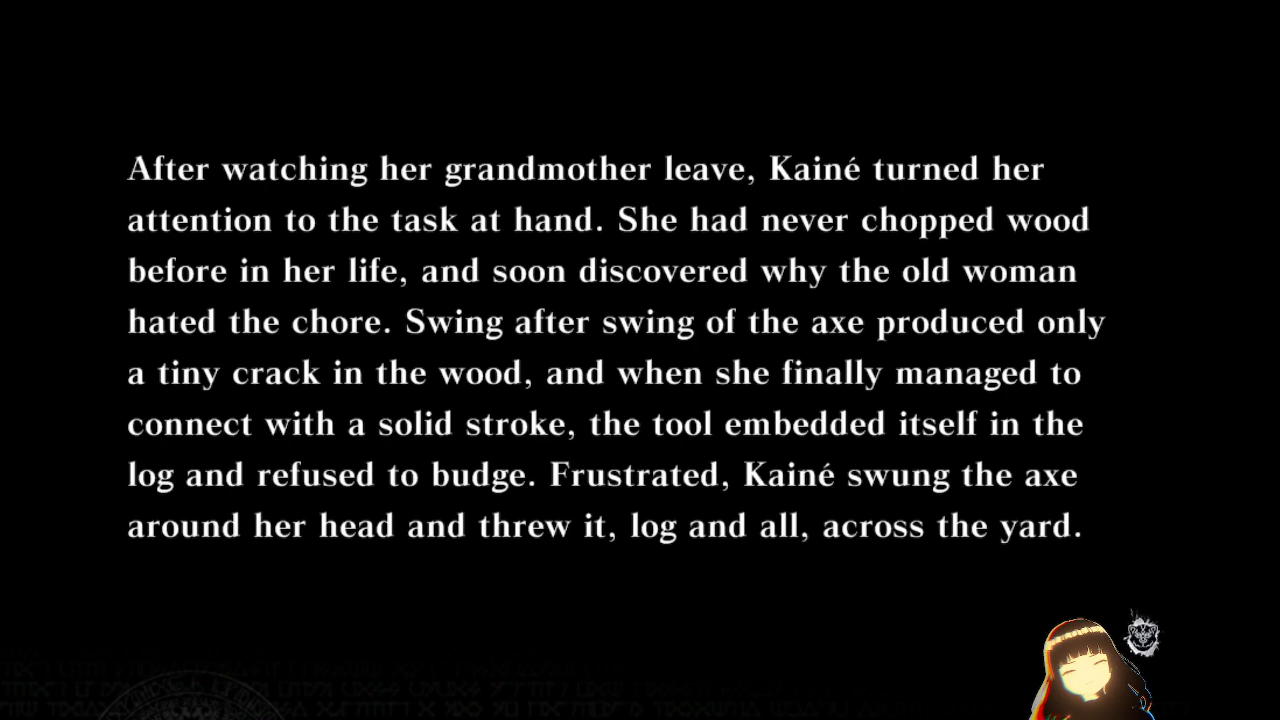 After watching her grandmother leave, Kainé turned her
attention to the task at hand. She had never chopped wood
before in her life, and soon discovered why the old woman
hated the chore. Swing after swing of the axe produced only
a tiny crack in the wood, and when she finally managed to
connect with a solid stroke, the tool embedded itself in the
log and refused to budge. Frustrated, Kainé swung the axe
around her head and threw it, log and all, across the yard.